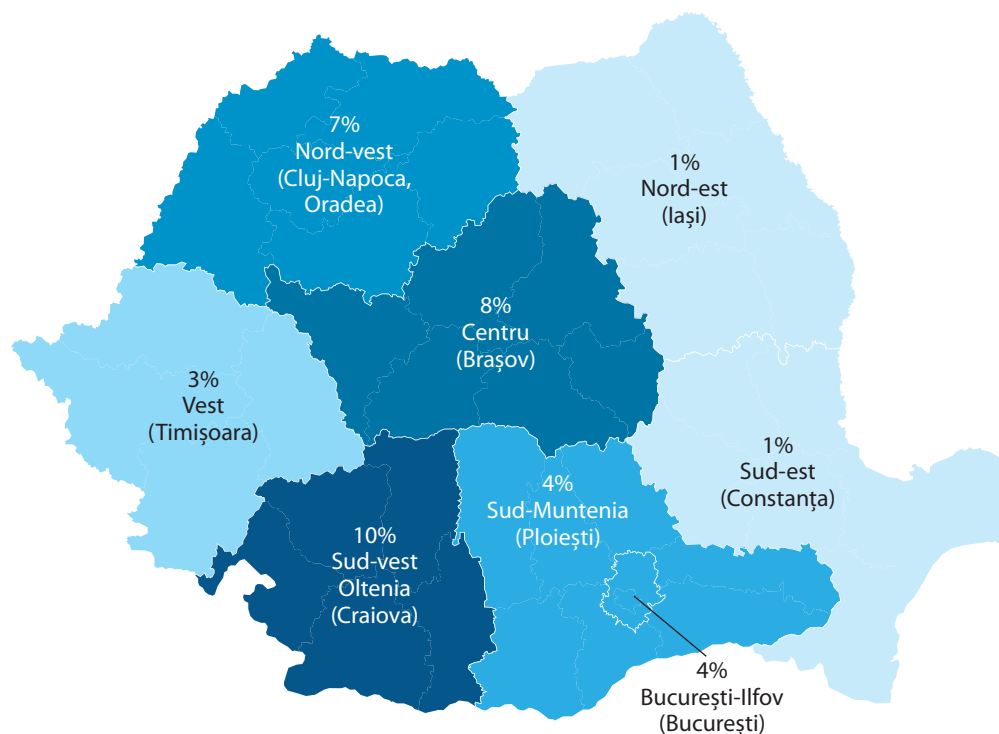 7%
Nord-vest
(Cluj-Napoca,
Oradea)
1%
Nord-est
(Iași)
8%
Centru
(Brașov)
3%
Vest
(Timișoara)
1%
Sud-est
(Constanța)
4%
Sud-Muntenia
(Ploiești)
10%
Sud-vest
Oltenia
(Craiova)
4%
București-Ilfov
(București)